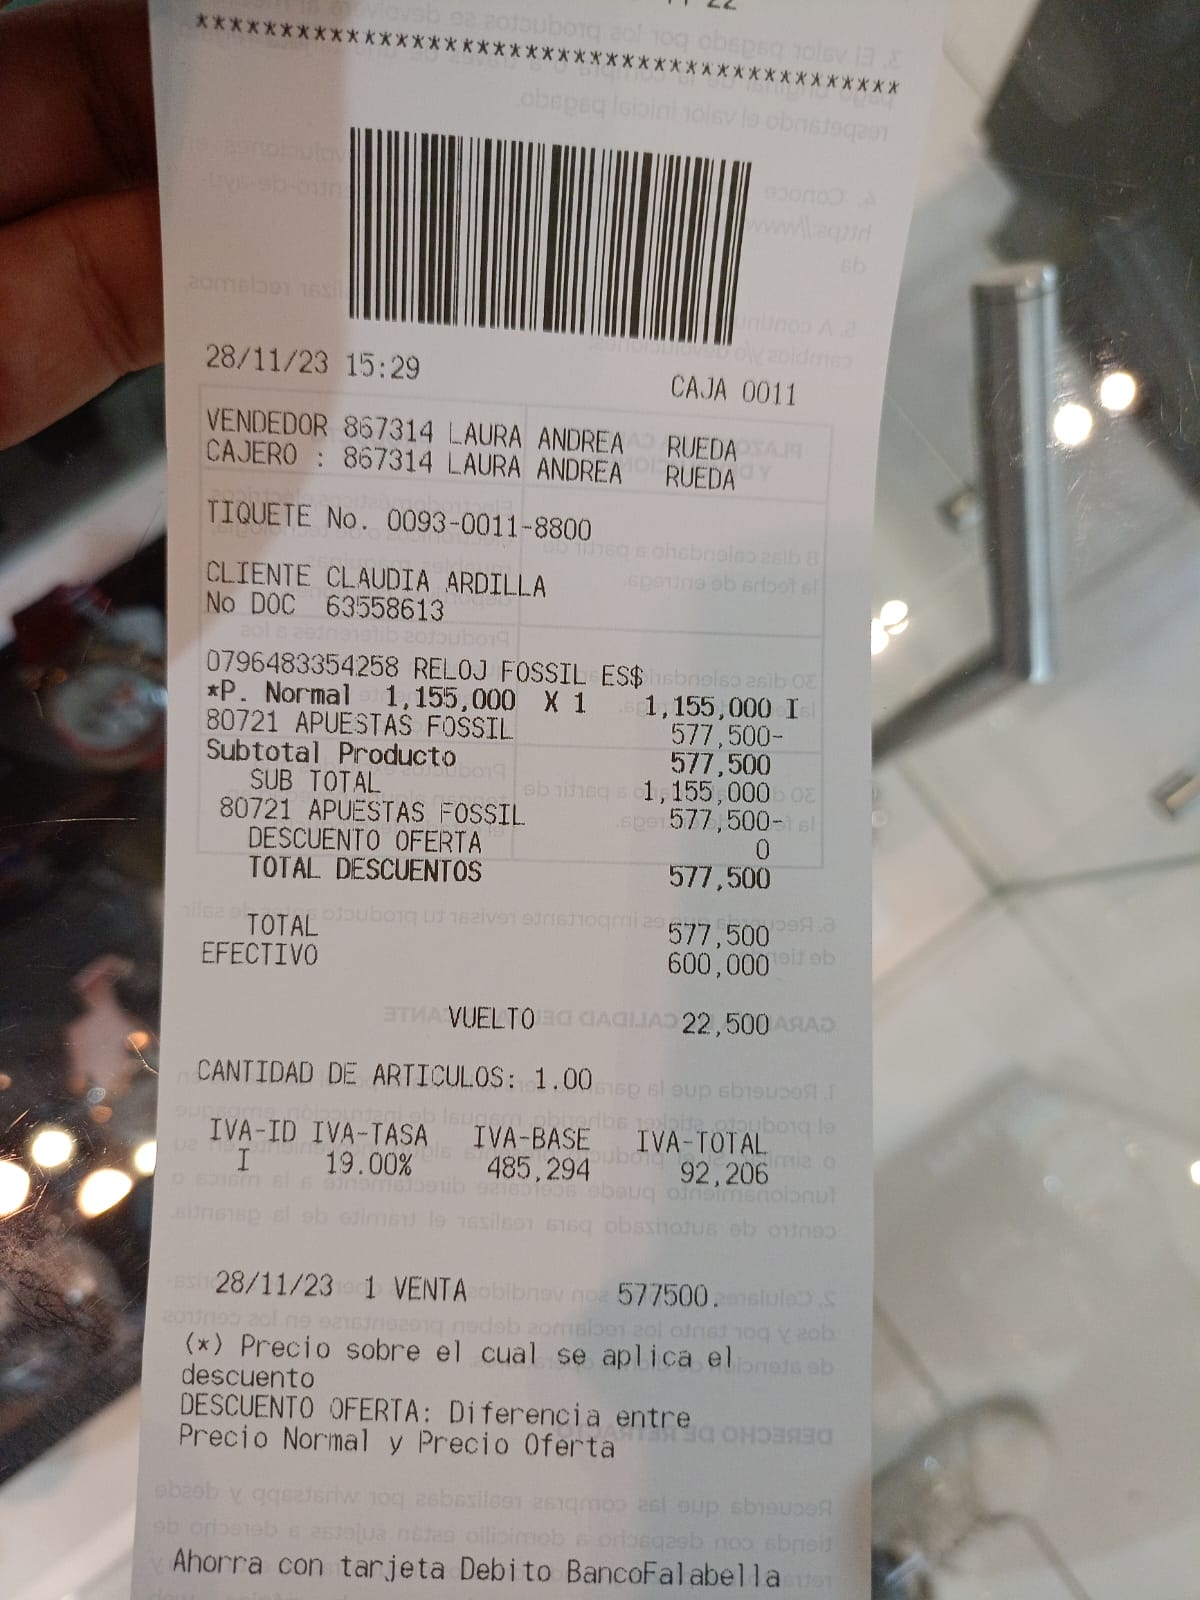 *****************************************************
28/11/23 15:29 CAJA 0011
VENDEDOR 867314 LAURA ANDREA RUEDA
CAJERO : 867314 LAURA ANDREA RUEDA
TIQUETE No. 0093-0011-8800
CLIENTE CLAUDIA ARDILLA
No DOC 63558613
0796483354258 RELOJ FOSSIL ES$
*P. Normal 1,155,000 X 1 1,155,000 I
80721 APUESTAS FOSSIL 577,500-
Subtotal Producto 577,500
SUB TOTAL 1,155,000
80721 APUESTAS FOSSIL 577,500-
DESCUENTO OFERTA 0
TOTAL DESCUENTOS 577,500
TOTAL 577,500
EFECTIVO 600,000
VUELTO 22,500
CANTIDAD DE ARTICULOS: 1.00
IVA-ID IVA-TASA IVA-BASE IVA-TOTAL
I 19.00% 485,294 92,206
28/11/23 1 VENTA 577500.
(*) Precio sobre el cual se aplica el
descuento
DESCUENTO OFERTA: Diferencia entre
Precio Normal y Precio Oferta
Ahorra con tarjeta Debito BancoFalabella